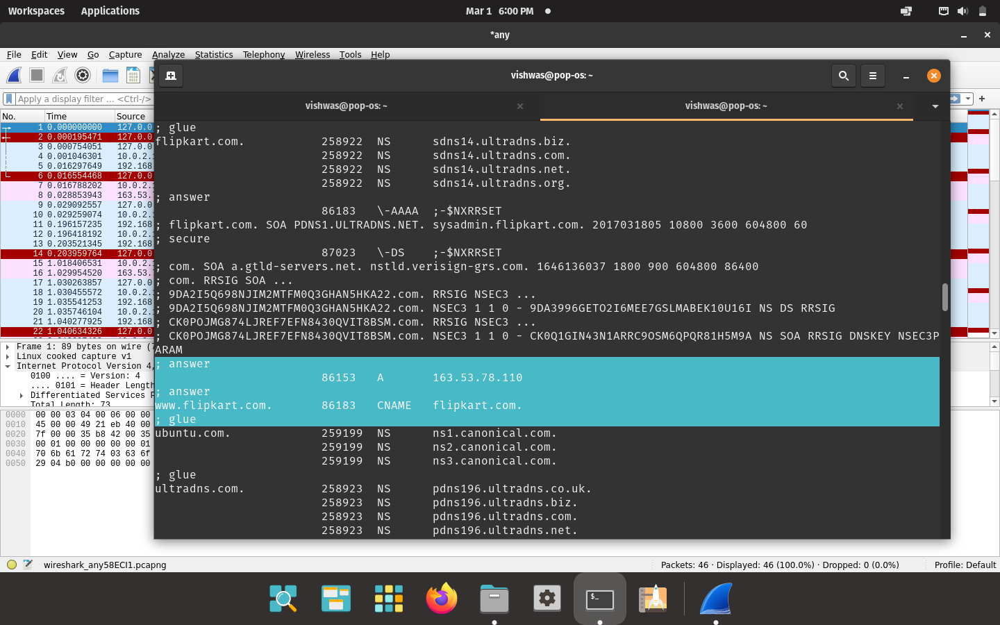 Workspaces Applications Mar 1 6:00 PM
*any
File Edit View Go Capture Analyze Statistics Telephony Wireless Tools Help
vishwas@pop-os: ~
Apply a display filter … <Ctrl-/>
vishwas@pop-os: ~ vishwas@pop-os: ~
No. Time Source
1 0.000000000 127.0.0
2 0.000195471 127.0.0
3 0.000754051 127.0.0
4 0.001046301 10.0.2.
5 0.016297649 192.168
6 0.016554468 127.0.0
7 0.016788202 10.0.2.
8 0.028853943 163.53.
9 0.029092557 127.0.0
10 0.029259074 10.0.2.
11 0.196157235 192.168
12 0.196418192 10.0.2.
13 0.203521345 192.168
14 0.203959764 127.0.0
15 1.018406531 10.0.2.
16 1.029954520 163.53.
17 1.030263857 127.0.0
18 1.030455572 10.0.2.
19 1.035541253 192.168
20 1.035746104 10.0.2.
21 1.040277925 192.168
22 1.040634326 127.0.0
Frame 1: 89 bytes on wire (7
Linux cooked capture v1
Internet Protocol Version 4,
0100 .... = Version: 4
.... 0101 = Header Length
Differentiated Services F
Total Length: 73
0000 00 00 03 04 00 06 00 00
0010 45 00 00 49 21 eb 40 00
0020 7f 00 00 35 b8 42 00 35
0030 00 01 00 00 00 00 00 01
0040 70 6b 61 72 74 03 63 6f
0050 29 04 b0 00 00 00 00 00
; glue
flipkart.com. 258922 NS sdns14.ultradns.biz.
258922 NS sdns14.ultradns.com.
258922 NS sdns14.ultradns.net.
258922 NS sdns14.ultradns.org.
; answer
86183 \-AAAA ;-$NXRRSET
; flipkart.com. SOA PDNS1.ULTRADNS.NET. sysadmin.flipkart.com. 2017031805 10800 3600 604800 60
; secure
87023 \-DS ;-$NXRRSET
; com. SOA a.gtld-servers.net. nstld.verisign-grs.com. 1646136037 1800 900 604800 86400
; com. RRSIG SOA ...
; 9DA2I5Q698NJIM2MTFM0Q3GHAN5HKA22.com. RRSIG NSEC3 ...
; 9DA2I5Q698NJIM2MTFM0Q3GHAN5HKA22.com. NSEC3 1 1 0 - 9DA3996GETO2I6MEE7GSLMABEK10U16I NS DS RRSIG
; CK0POJMG874LJREF7EFN8430QVIT8BSM.com. RRSIG NSEC3 ...
; CK0POJMG874LJREF7EFN8430QVIT8BSM.com. NSEC3 1 1 0 - CK0Q1GIN43N1ARRC9OSM6QPQR81H5M9A NS SOA RRSIG DNSKEY NSEC3P
ARAM
; answer
86153 A 163.53.78.110
; answer
www.flipkart.com. 86183 CNAME flipkart.com.
; glue
ubuntu.com. 259199 NS ns1.canonical.com.
259199 NS ns2.canonical.com.
259199 NS ns3.canonical.com.
; glue
ultradns.com. 258923 NS pdns196.ultradns.co.uk.
258923 NS pdns196.ultradns.biz.
258923 NS pdns196.ultradns.com.
258923 NS pdns196.ultradns.net.
wireshark_any58ECI1.pcapng Packets: 46 · Displayed: 46 (100.0%) · Dropped: 0 (0.0%) Profile: Default
$_